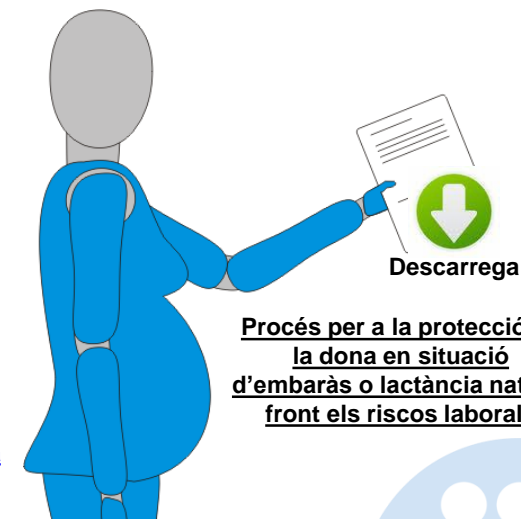 Descarrega
Procés per a la protecció
la dona en situació
d'embaràs o lactància nat
front els riscos laboral